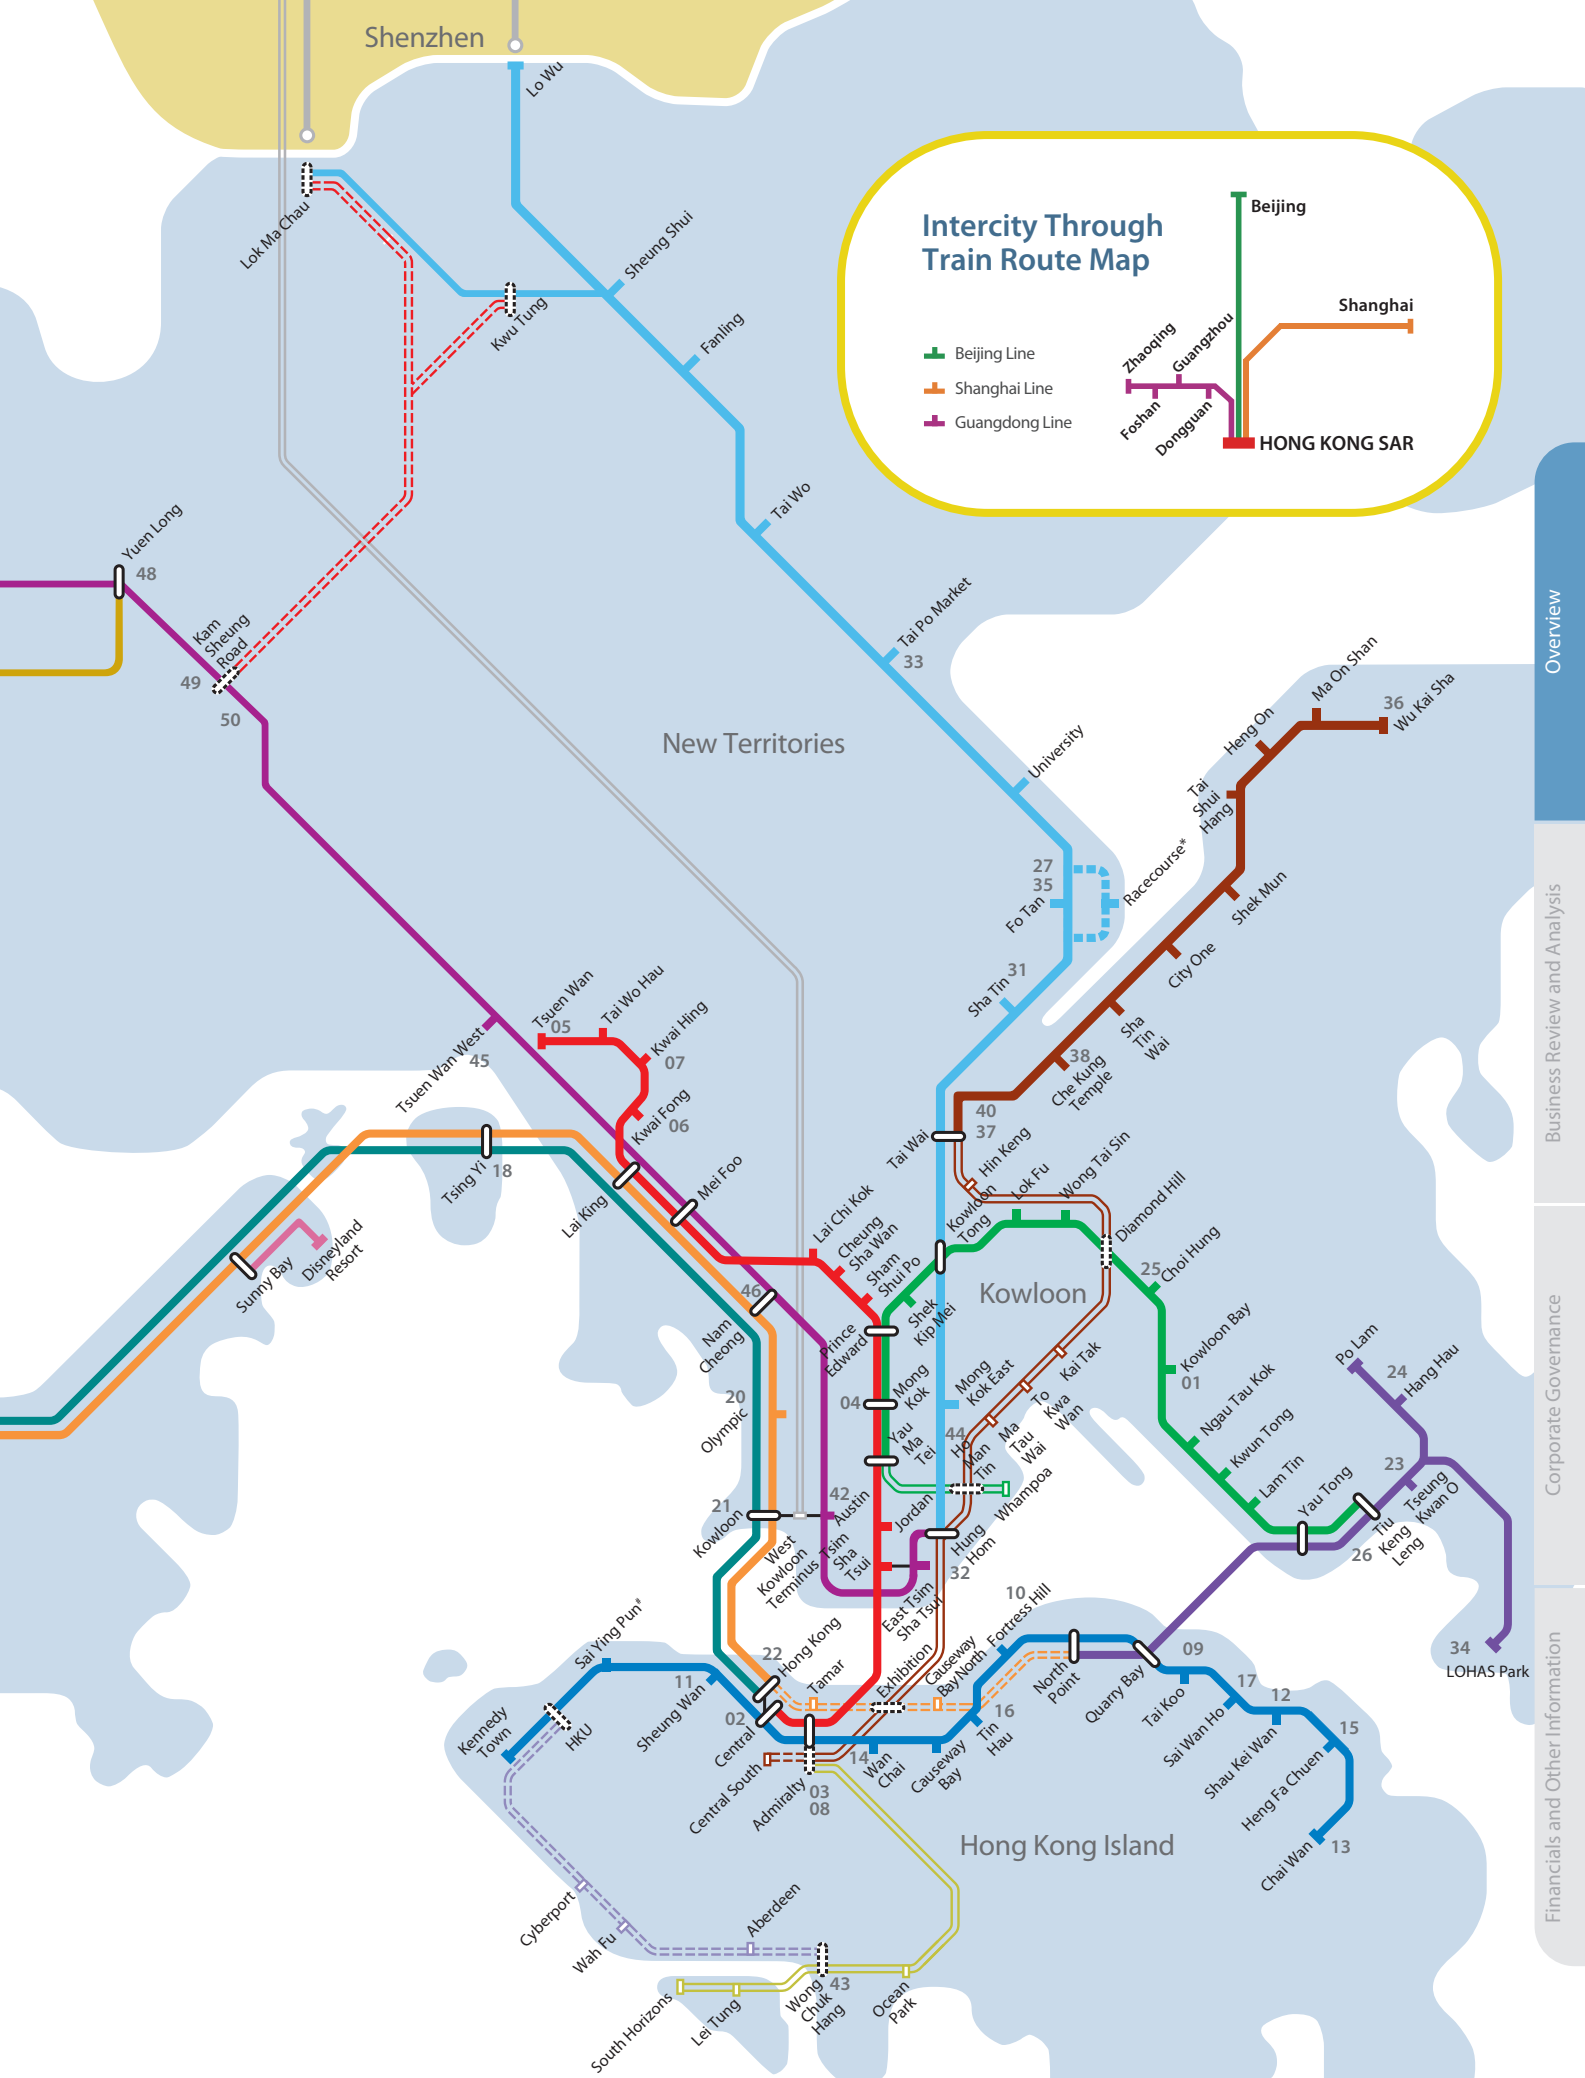 Shenzhen
Lo Wu
Lok Ma Chau
Sheung Shui
Kwu Tung
Fanling
Intercity Through
Train Route Map
Beijing Line
Shanghai Line
Guangdong Line
Beijing
Shanghai
Zhaoqing
Guangzhou
Foshan
Dongguan
HONG KONG SAR
Tai Wo
Yuen Long
48
Kam
Sheung
Road
49
50
Tai Po Market
33
New Territories
University
Ma On Shan
36
Wu Kai Sha
Heng On
Tai
Shui
Hang
27
35
Fo Tan
Racecourse*
Shek Mun
City One
31
Sha Tin
Sha
Tin
Wai
38
Che Kung
Temple
Tsuen Wan
05
Tai Wo Hau
Kwai Hing
07
Tsuen Wan West
45
Kwai Fong
06
40
37
Tai Wai
Hin Keng
Tsing Yi
18
Lai King
Mei Foo
Lai Chi Kok
Cheung
Sha Wan
Sham
Shui Po
Kowloon
Tong
Lok Fu
Wong Tai Sin
Diamond Hill
Choi Hung
25
Sunny Bay
Disneyland
Resort
46
Nam
Cheong
Prince
Edward
Shek
Kip Mei
Kowloon
Kowloon Bay
01
20
Olympic
04
Mong
Kok
Mong
Kok East
Kai Tak
To
Kwa
Wan
Ma
Tau
Wai
Yau
Ma
Tei
44
Ho
Man
Tin
Whampoa
Ngau Tau Kok
Kwun Tong
Lam Tin
Yau Tong
Po Lam
24
Hang Hau
23
Tseung
Kwan O
26
Tiu
Keng
Leng
21
Kowloon
West
Kowloon
Terminus
42
Austin
Jordan
Tsim
Sha
Tsui
Hung
Hom
32
East Tsim
Sha Tsui
34
LOHAS Park
Sai Ying Pun#
11
Sheung Wan
22
Hong Kong
Tamar
Exhibition
Causeway
Bay North
10
Fortress Hill
North
Point
Quarry Bay
09
Tai Koo
17
Sai Wan Ho
12
Shau Kei Wan
15
Heng Fa Chuen
Chai Wan
13
Kennedy
Town
HKU
02
Central
Central South
Admiralty
03
08
14
Wan
Chai
Causeway
Bay
16
Tin
Hau
Hong Kong Island
Cyberport
Wah Fu
Aberdeen
Wong
Chuk
Hang
43
Ocean
Park
South Horizons
Lei Tung
Overview
Business Review and Analysis
Corporate Governance
Financials and Other Information